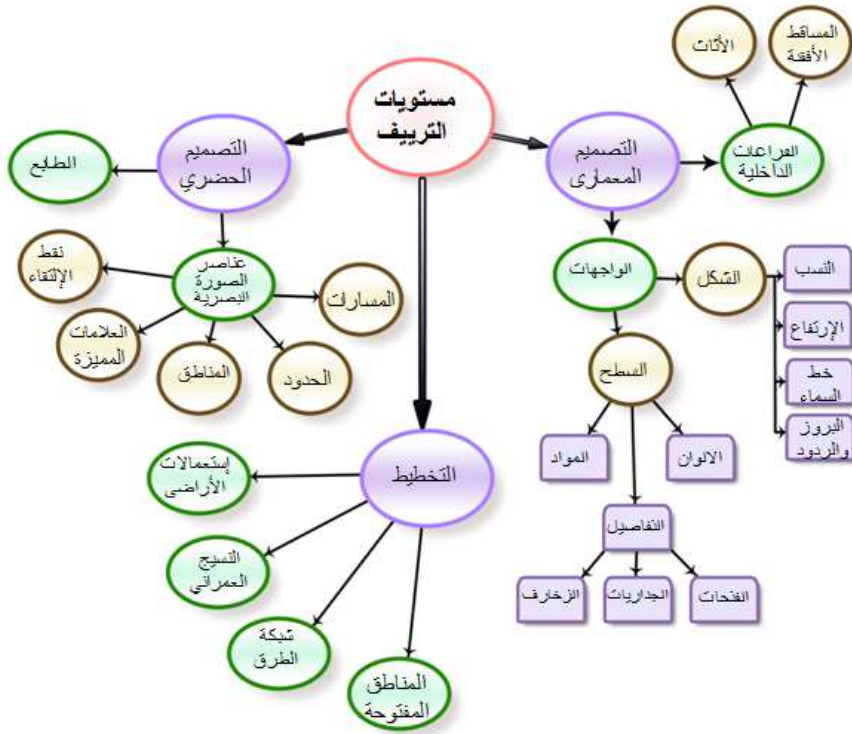 مستويات
الترييف
التصميم
المعمارى
الفراغات
الداخلية
المساقط
الأفقية
الأثاث
الواجهات
الشكل
النسب
الإرتفاع
خط
السماء
البروز
والردود
السطح
الالوان
المواد
التفاصيل
الفتحات
الجداريات
الزخارف
التصميم
الحضري
الطابع
عناصر
الصورة
البصرية
المسارات
الحدود
المناطق
العلامات
المميزة
نقط
الإلتقاء
التخطيط
إستعمالات
الأراضى
النسيج
العمراني
شبكة
الطرق
المناطق
المفتوحة